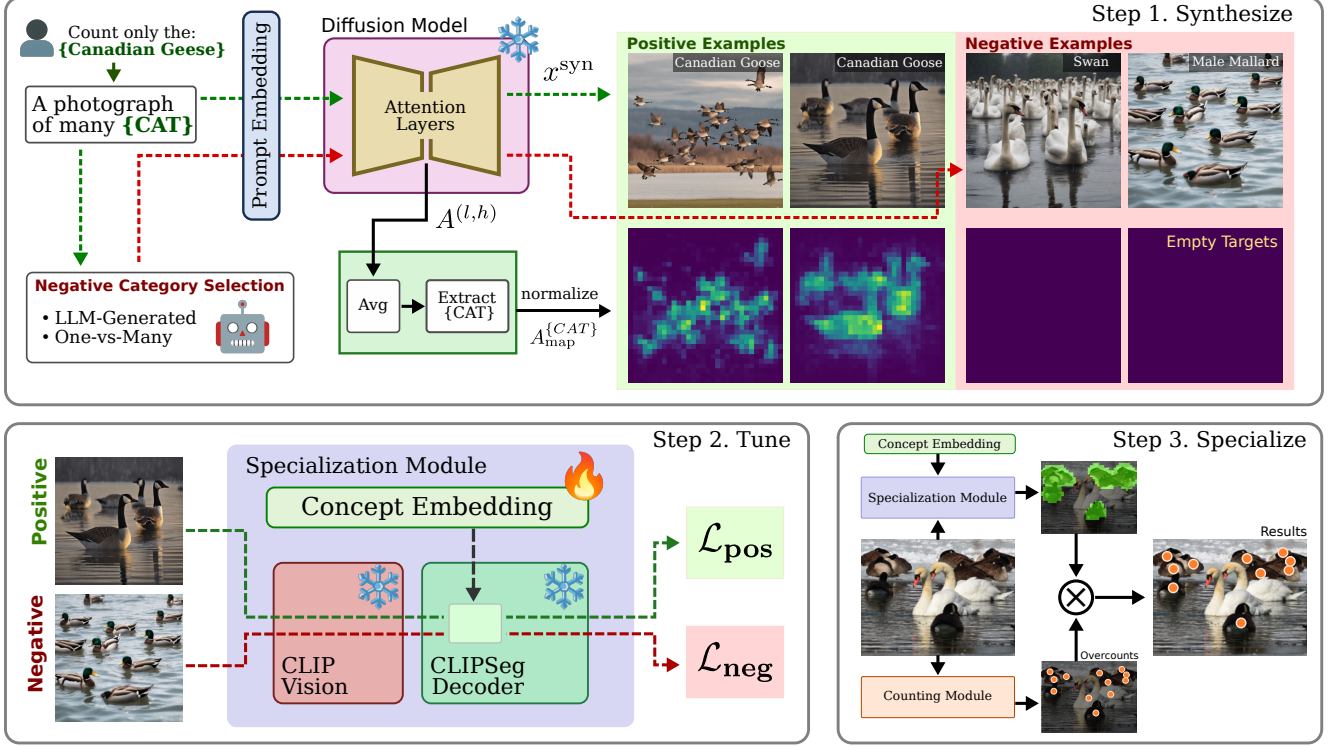 Step 1. Synthesize
Count only the:
{Canadian Geese}
A photograph
of many {CAT}
Prompt Embedding
Diffusion Model
Attention
Layers
x^syn
A^(l,h)
Avg
Extract
{CAT}
normalize
A_map^{CAT}
Negative Category Selection
• LLM-Generated
• One-vs-Many
Positive Examples
Canadian Goose
Canadian Goose
Negative Examples
Swan
Male Mallard
Empty Targets
Step 2. Tune
Positive
Negative
Specialization Module
Concept Embedding
CLIP
Vision
CLIPSeg
Decoder
ℒ_pos
ℒ_neg
Step 3. Specialize
Concept Embedding
Specialization Module
Counting Module
Overcounts
Results